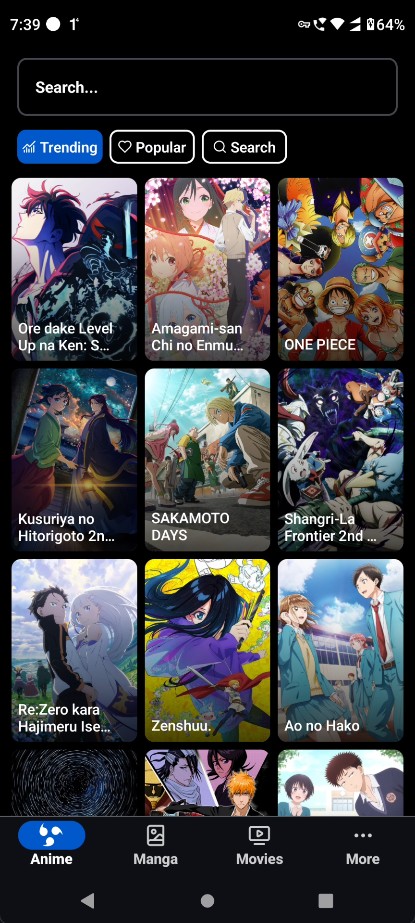 7:39
64%
Search...
Trending
Popular
Search
Ore dake Level
Up na Ken: S...
Amagami-san
Chi no Enmu...
ONE PIECE
Kusuriya no
Hitorigoto 2n...
SAKAMOTO
DAYS
Shangri-La
Frontier 2nd ...
Re:Zero kara
Hajimeru Ise...
Zenshuu.
Ao no Hako
Anime
Manga
Movies
More